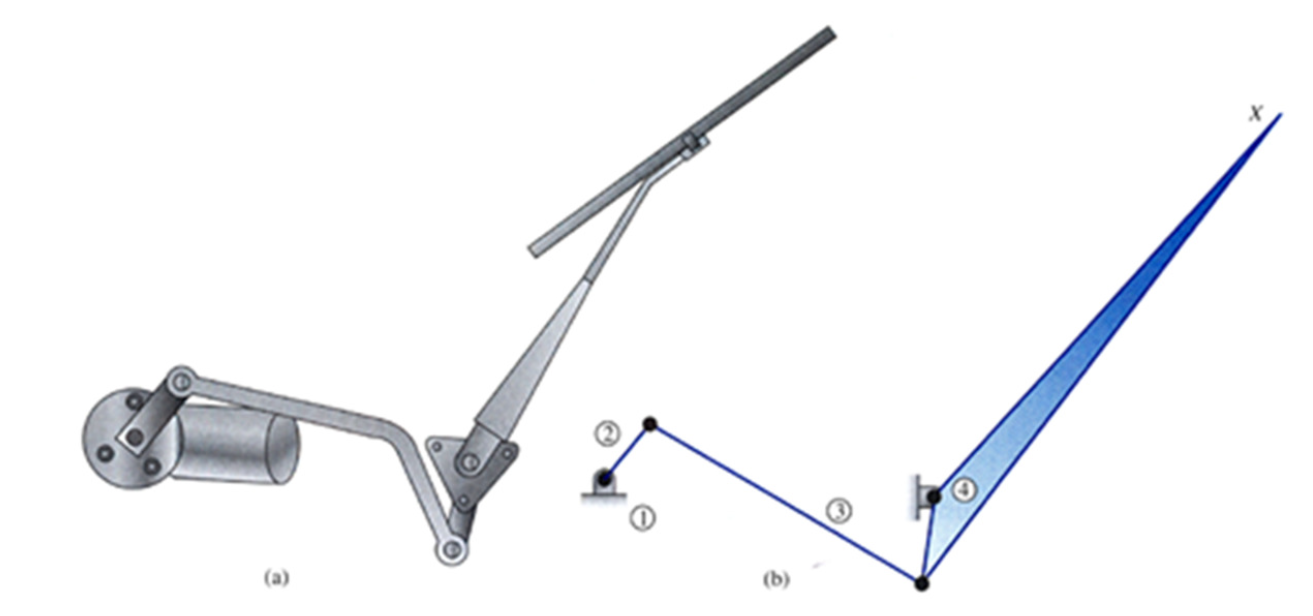 X
②
④
③
①
(a)
(b)